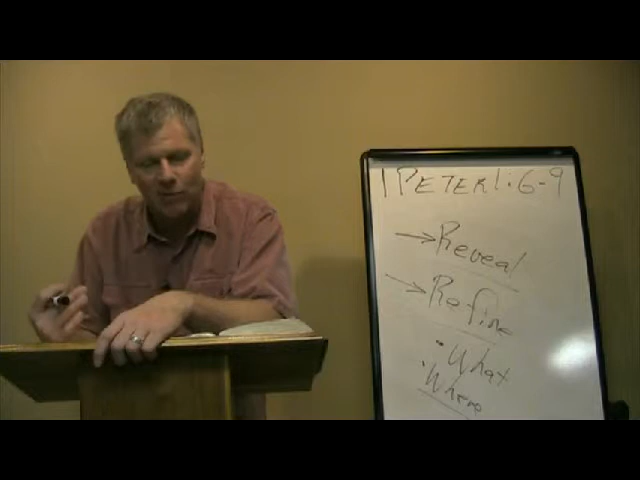 1 PETER 1:6-9
→ Reveal
→ Refine
• What
• Where